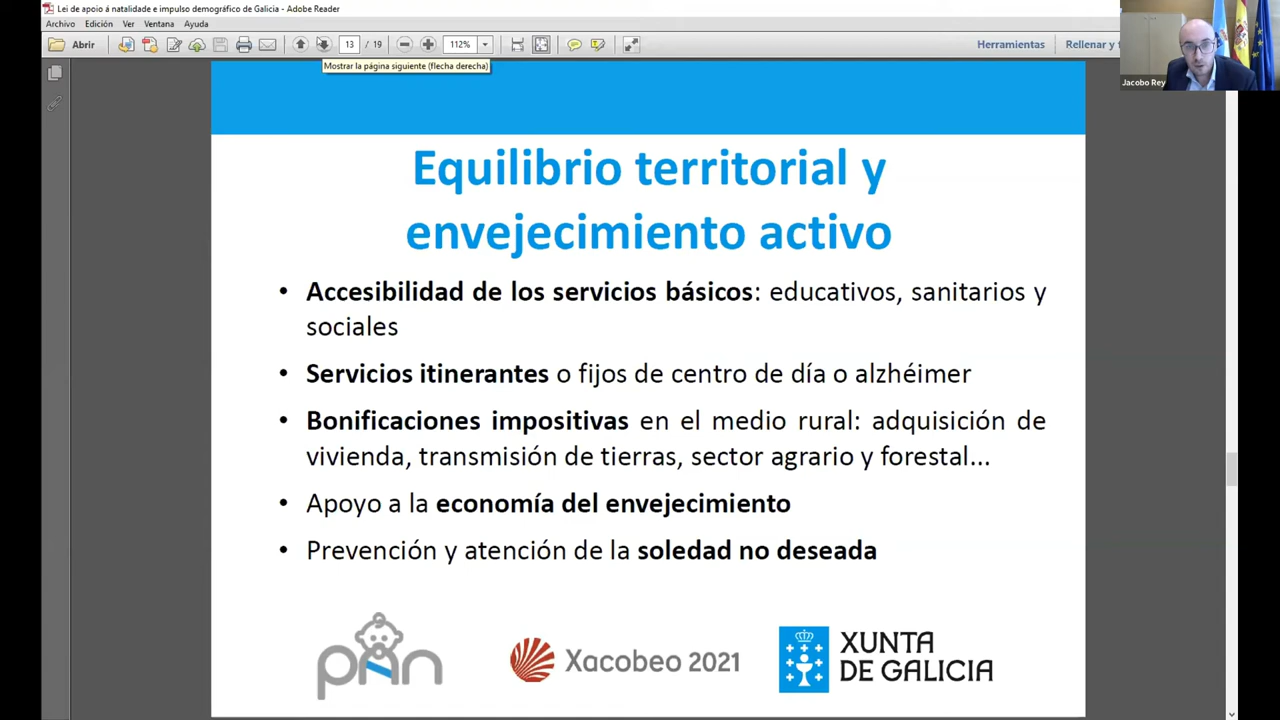 Lei de apoio á natalidade e impulso demográfico de Galicia - Adobe Reader
Archivo Edición Ver Ventana Ayuda
Abrir 13 / 19 112% Herramientas Rellenar y f
Mostrar la página siguiente (flecha derecha)
Jacobo Rey
Equilibrio territorial y
envejecimiento activo
• Accesibilidad de los servicios básicos: educativos, sanitarios y
sociales
• Servicios itinerantes o fijos de centro de día o alzhéimer
• Bonificaciones impositivas en el medio rural: adquisición de
vivienda, transmisión de tierras, sector agrario y forestal...
• Apoyo a la economía del envejecimiento
• Prevención y atención de la soledad no deseada
pAn
Xacobeo 2021
XUNTA
DE GALICIA